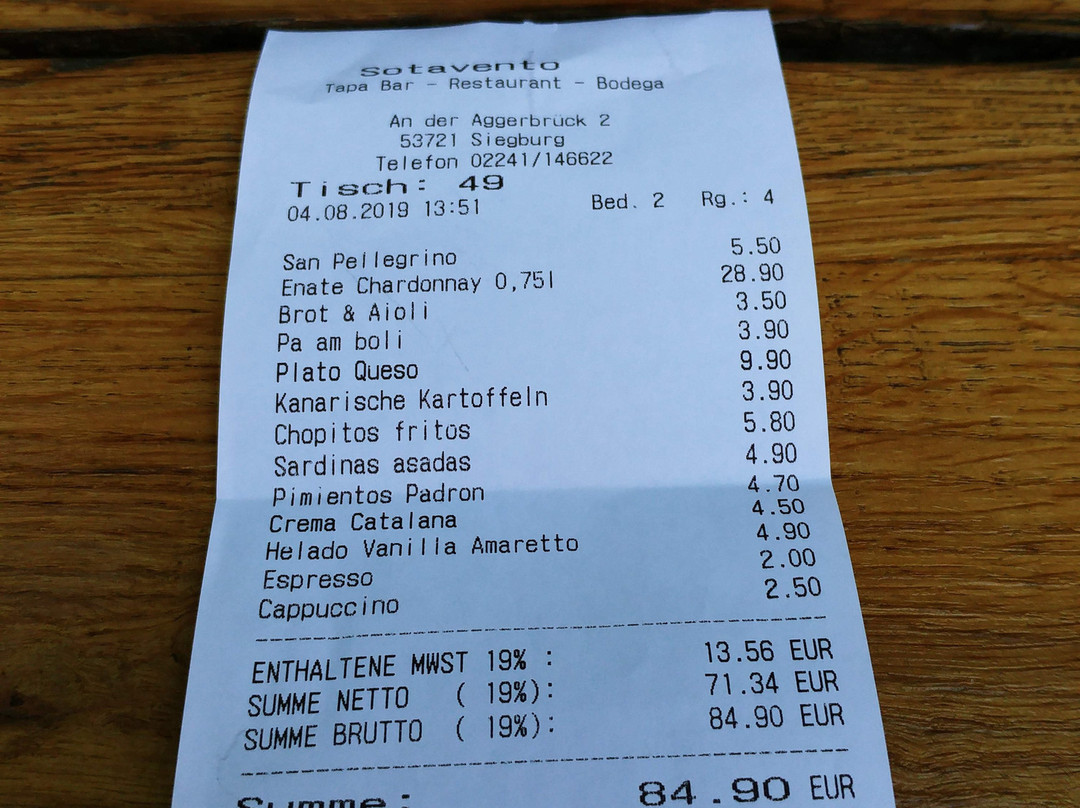 Sotavento
Tapa Bar - Restaurant - Bodega
An der Aggerbrück 2
53721 Siegburg
Telefon 02241/146622
Tisch: 49
04.08.2019 13:51 Bed. 2 Rg.: 4
San Pellegrino 5.50
Enate Chardonnay 0,75l 28.90
Brot & Aioli 3.50
Pa am boli 3.90
Plato Queso 9.90
Kanarische Kartoffeln 3.90
Chopitos fritos 5.80
Sardinas asadas 4.90
Pimientos Padron 4.70
Crema Catalana 4.50
Helado Vanilla Amaretto 4.90
Espresso 2.00
Cappuccino 2.50
ENTHALTENE MWST 19% : 13.56 EUR
SUMME NETTO ( 19%): 71.34 EUR
SUMME BRUTTO ( 19%): 84.90 EUR
Summe: 84.90 EUR